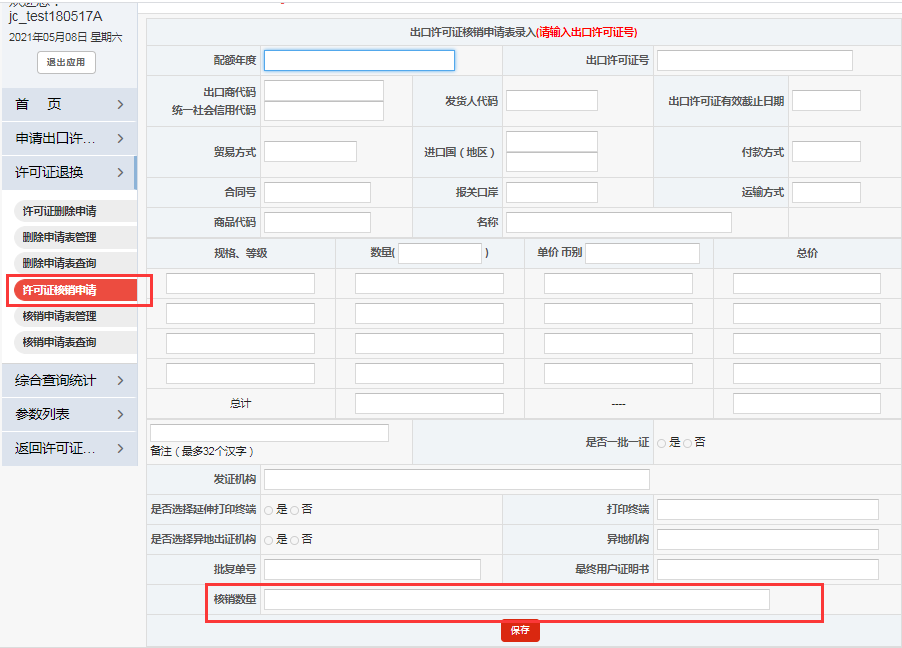 jc_test180517A
2021年05月08日 星期六
退出应用
首 页
申请出口许...
许可证退换
许可证删除申请
删除申请表管理
删除申请表查询
许可证核销申请
核销申请表管理
核销申请表查询
综合查询统计
参数列表
返回许可证...
出口许可证核销申请表录入(请输入出口许可证号)
配额年度
出口许可证号
出口商代码
统一社会信用代码
发货人代码
出口许可证有效截止日期
贸易方式
进口国（地区）
付款方式
合同号
报关口岸
运输方式
商品代码
名称
规格、等级
数量( )
单价 币别
总价
总计
----
备注（最多32个汉字）
是否一批一证
是 否
发证机构
是否选择延伸打印终端
是 否
打印终端
是否选择异地出证机构
是 否
异地机构
批复单号
最终用户证明书
核销数量
保存